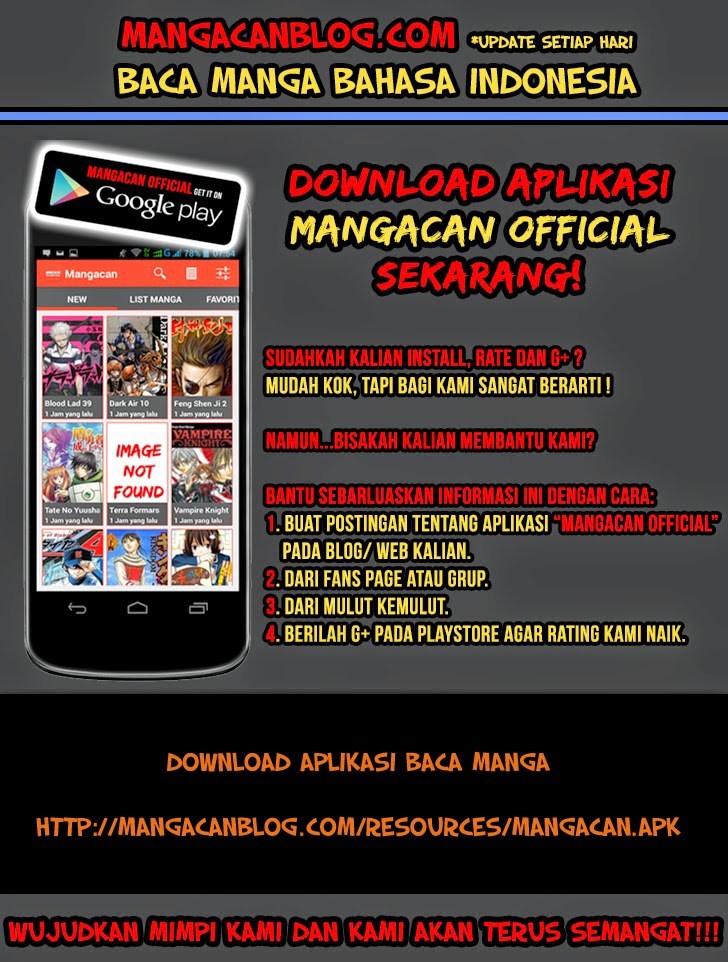 MANGACANBLOG.COM *UPDATE SETIAP HARI
BACA MANGA BAHASA INDONESIA
MANGACAN OFFICIAL GET IT ON
Google play
78% 07:54
Mangacan
NEW LIST MANGA FAVORIT
Blood Lad 39
1 Jam yang lalu
Dark Air 10
1 Jam yang lalu
Feng Shen Ji 2
1 Jam yang lalu
Tate No Yuusha
1 Jam yang lalu
IMAGE
NOT
FOUND
Terra Formars
1 Jam yang lalu
VAMPIRE
KNIGHT
Vampire Knight
1 Jam yang lalu
DOWNLOAD APLIKASI
MANGACAN OFFICIAL
SEKARANG!
SUDAHKAH KALIAN INSTALL, RATE DAN G+ ?
MUDAH KOK, TAPI BAGI KAMI SANGAT BERARTI !
NAMUN...BISAKAH KALIAN MEMBANTU KAMI?
BANTU SEBARLUASKAN INFORMASI INI DENGAN CARA:
1. BUAT POSTINGAN TENTANG APLIKASI "MANGACAN OFFICIAL"
PADA BLOG/ WEB KALIAN.
2. DARI FANS PAGE ATAU GRUP.
3. DARI MULUT KEMULUT.
4. BERILAH G+ PADA PLAYSTORE AGAR RATING KAMI NAIK.
DOWNLOAD APLIKASI BACA MANGA
HTTP://MANGACANBLOG.COM/RESOURCES/MANGACAN.APK
WUJUDKAN MIMPI KAMI DAN KAMI AKAN TERUS SEMANGAT!!!